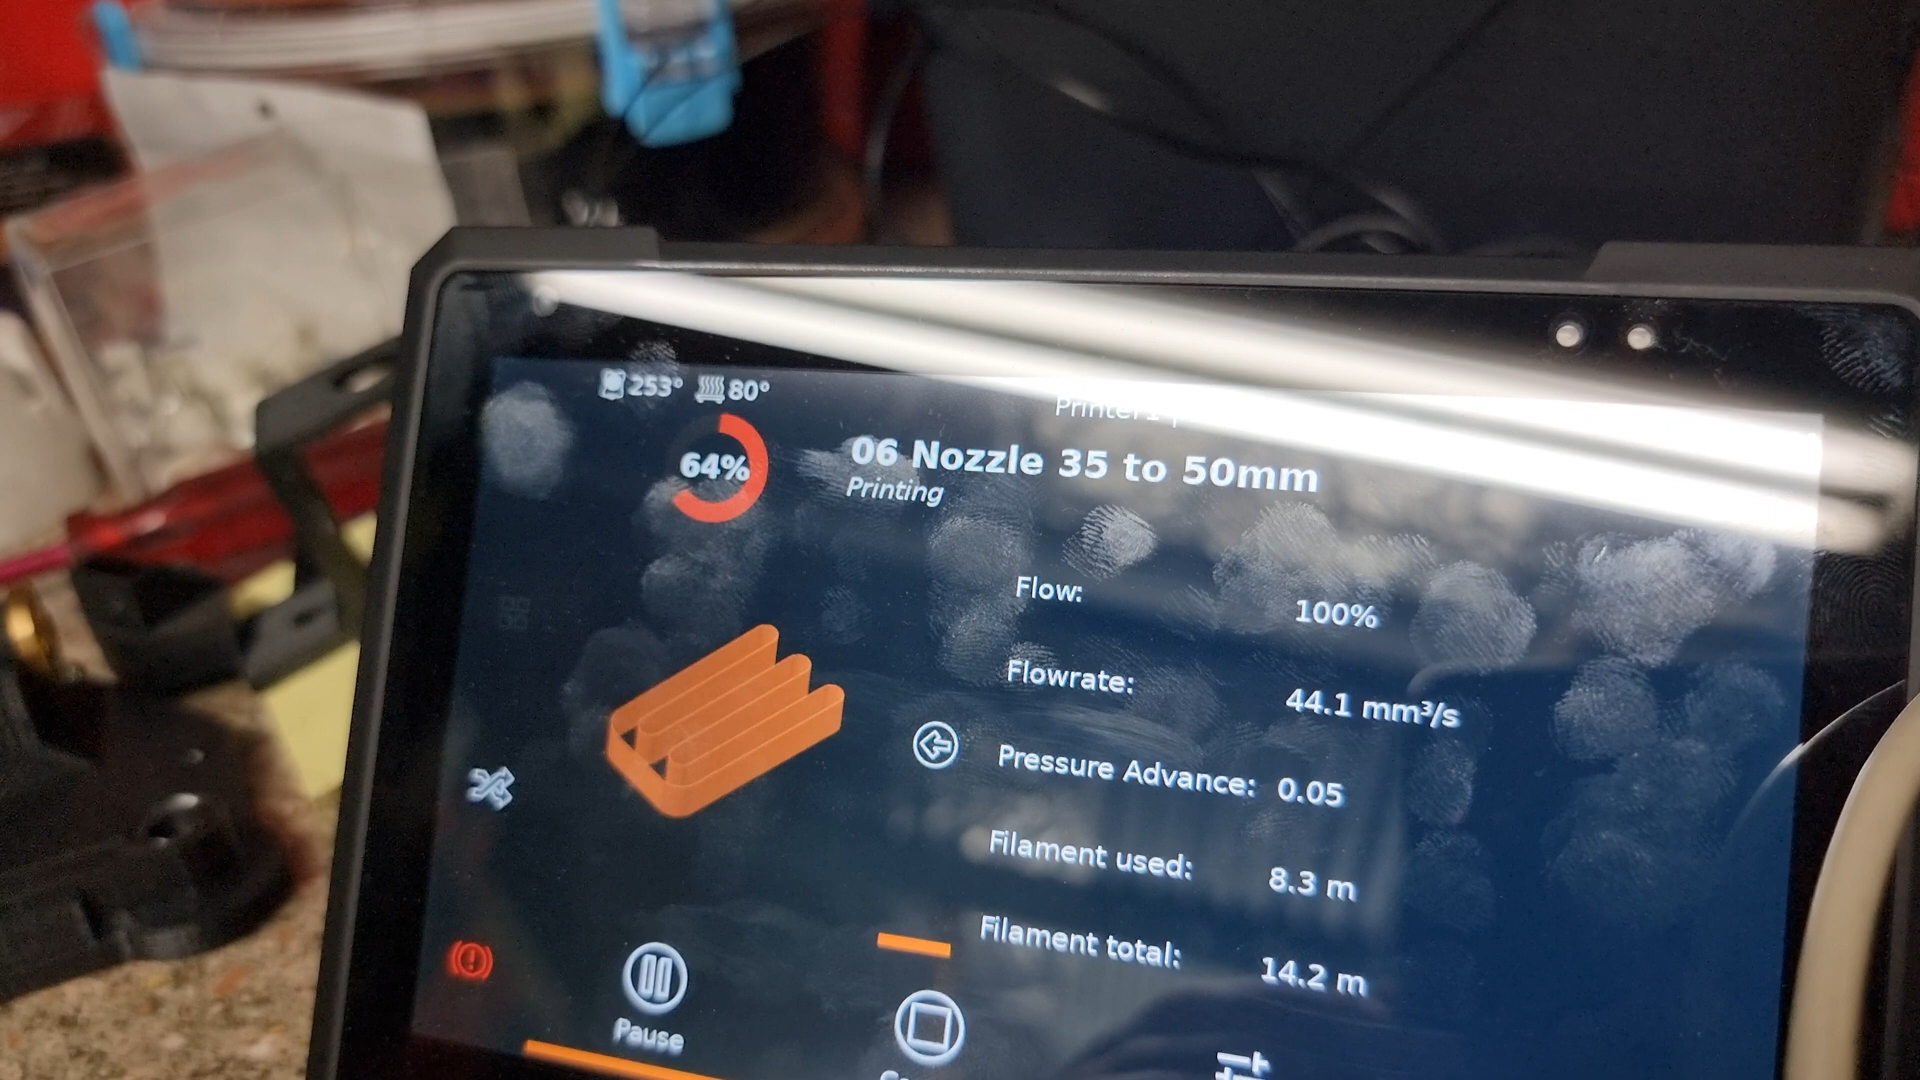 253° 80°
Printer1
64%
06 Nozzle 35 to 50mm
Printing
Flow: 100%
Flowrate: 44.1 mm³/s
Pressure Advance: 0.05
Filament used: 8.3 m
Filament total: 14.2 m
Pause